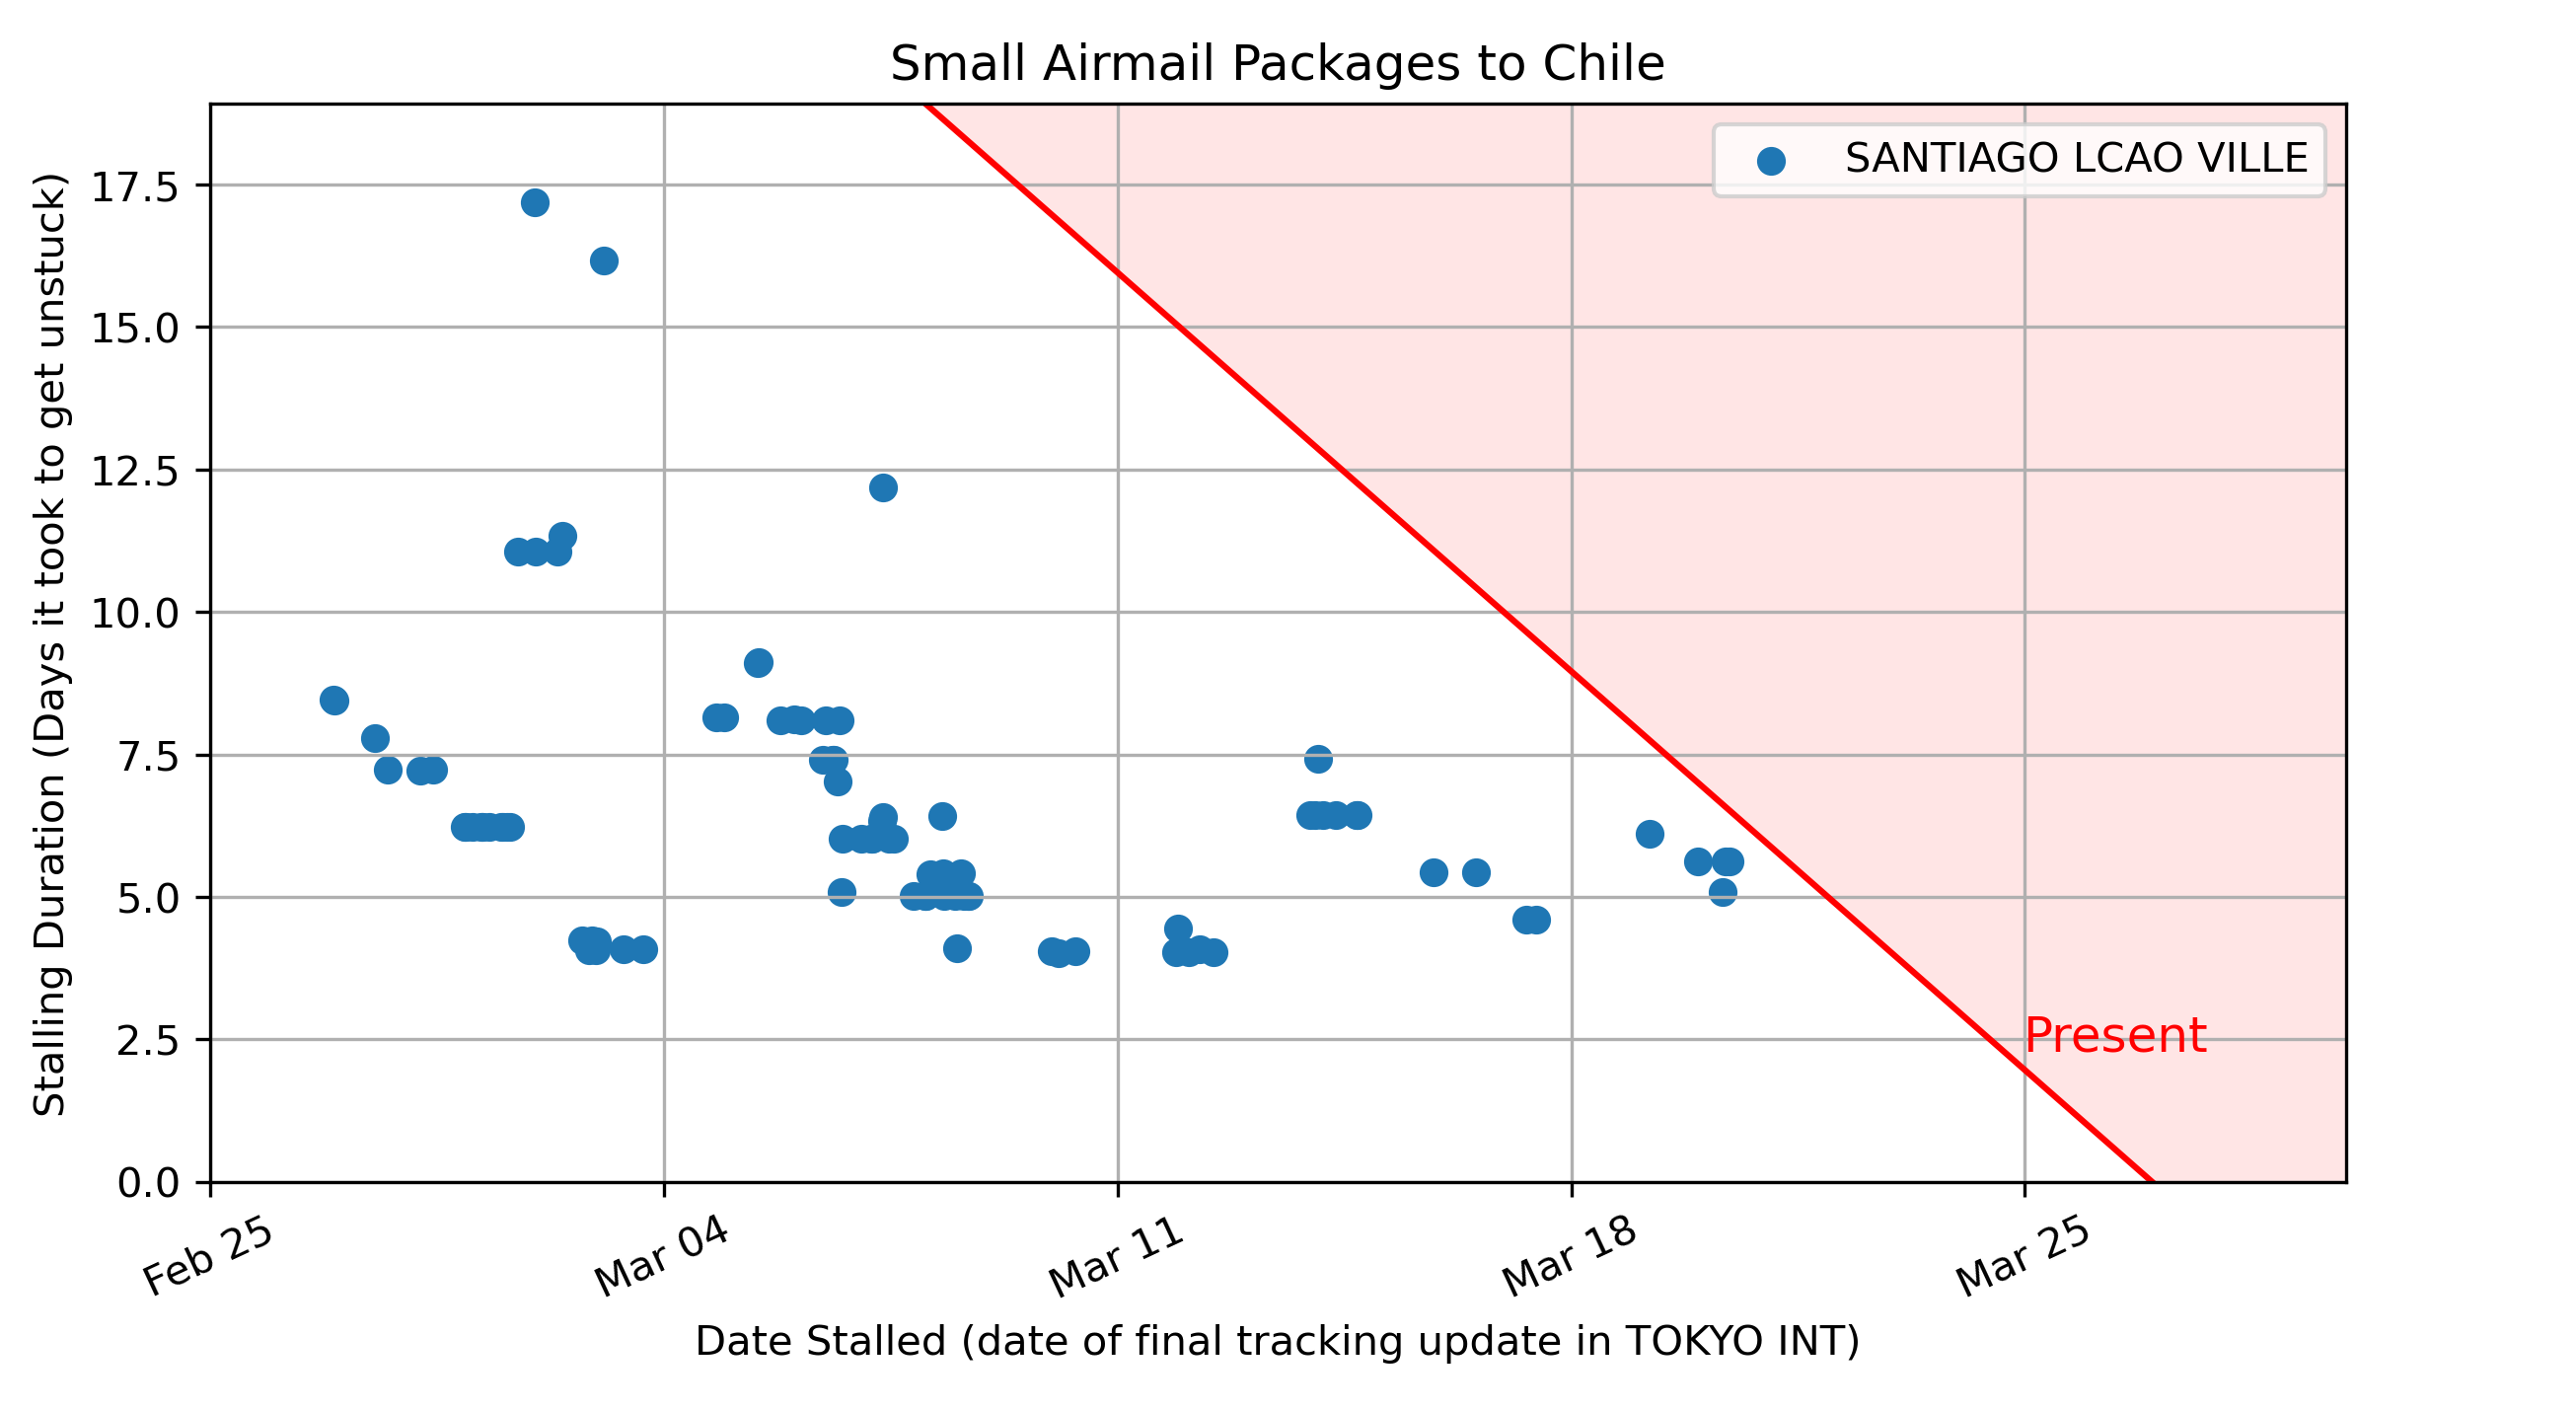 Small Airmail Packages to Chile
SANTIAGO LCAO VILLE
Stalling Duration (Days it took to get unstuck)
17.5
15.0
12.5
10.0
7.5
5.0
2.5
0.0
Present
Feb 25
Mar 04
Mar 11
Mar 18
Mar 25
Date Stalled (date of final tracking update in TOKYO INT)